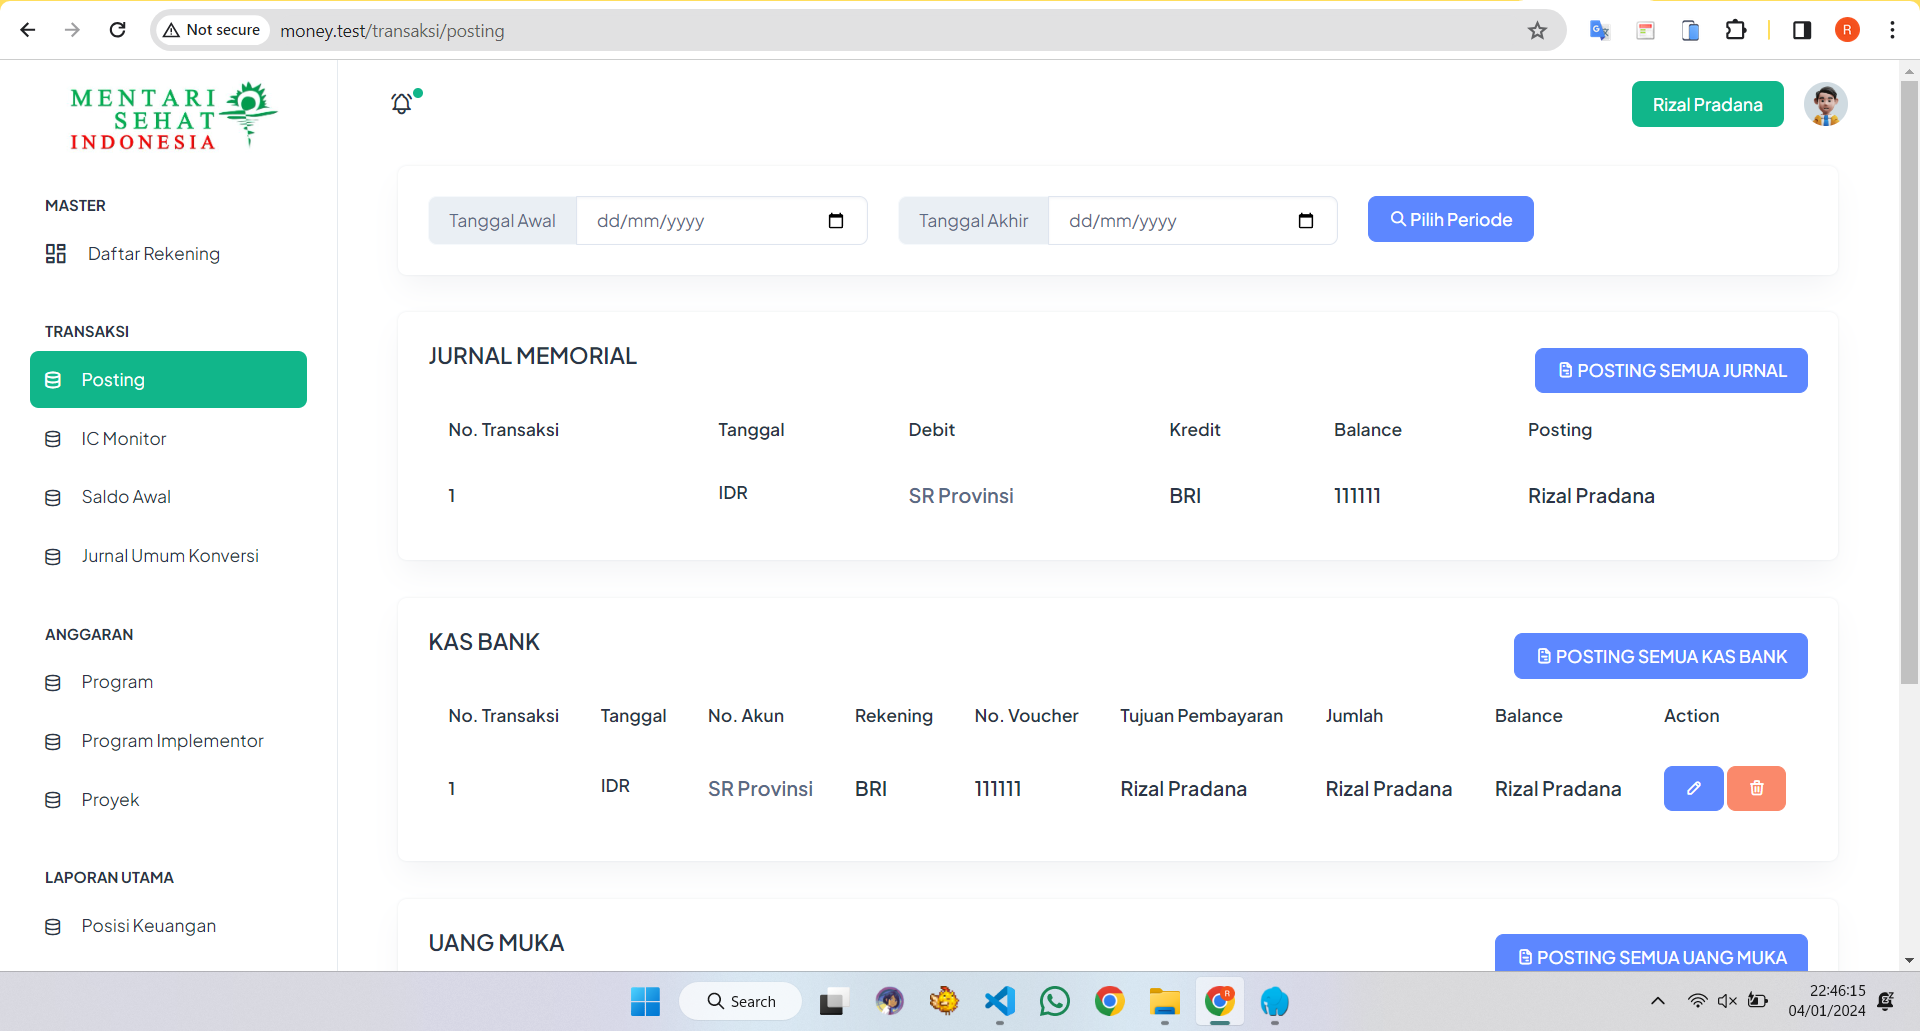 Not secure
money.test/transaksi/posting
R
MENTARI
SEHAT
INDONESIA
Rizal Pradana
MASTER
Daftar Rekening
TRANSAKSI
Posting
IC Monitor
Saldo Awal
Jurnal Umum Konversi
ANGGARAN
Program
Program Implementor
Proyek
LAPORAN UTAMA
Posisi Keuangan
Tanggal Awal dd/mm/yyyy Tanggal Akhir dd/mm/yyyy Pilih Periode
JURNAL MEMORIAL
POSTING SEMUA JURNAL
No. Transaksi Tanggal Debit Kredit Balance Posting
1 IDR SR Provinsi BRI 111111 Rizal Pradana
KAS BANK
POSTING SEMUA KAS BANK
No. Transaksi Tanggal No. Akun Rekening No. Voucher Tujuan Pembayaran Jumlah Balance Action
1 IDR SR Provinsi BRI 111111 Rizal Pradana Rizal Pradana Rizal Pradana
UANG MUKA
POSTING SEMUA UANG MUKA
Search
22:46:15
04/01/2024